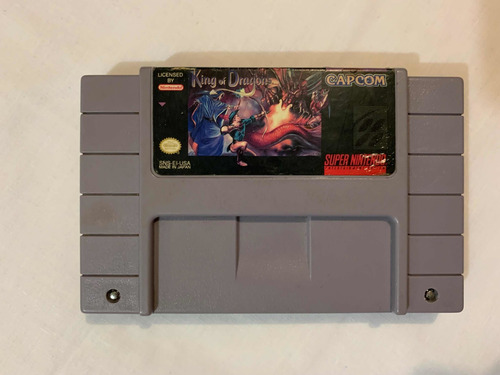 LICENSED
BY
Nintendo
King of Dragons
CAPCOM
SNS-EI-USA
MADE IN JAPAN
SUPER NINTENDO